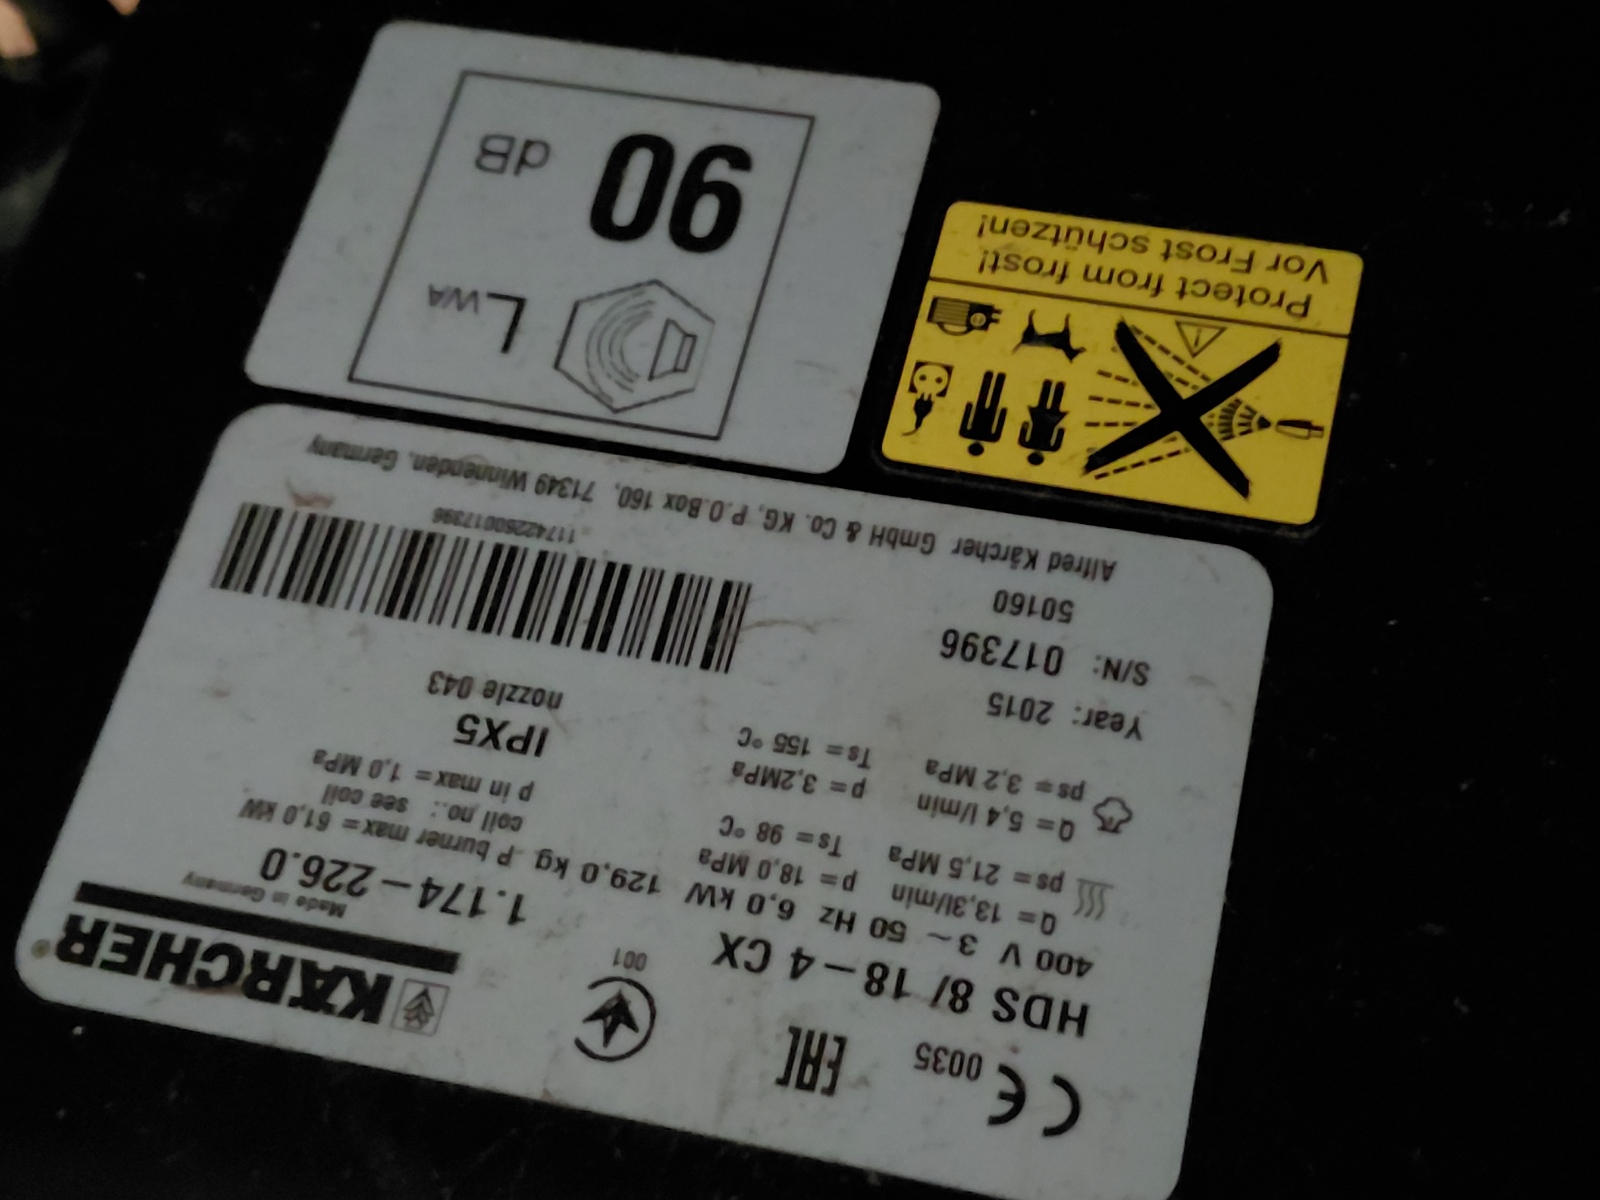 CE 0035
EAC
001
KÄRCHER®
Made in Germany
HDS 8/ 18-4 CX
1.174-226.0
400 V 3~ 50 Hz 6,0 kW 129,0 kg P burner max= 61,0 kW
Q= 13,3l/min p= 18,0 MPa
coil no.: see coil
ps= 21,5 MPa Ts= 98 °C
p in max= 1,0 MPa
Q= 5,4 l/min p= 3,2MPa
IPX5
ps= 3,2 MPa Ts= 155 °C
nozzle 043
Year: 2015
S/N: 017396
50160
11742260017396
Alfred Kärcher GmbH & Co. KG, P.O.Box 160, 71349 Winnenden, Germany
LWA
90 dB
Protect from frost!
Vor Frost schützen!